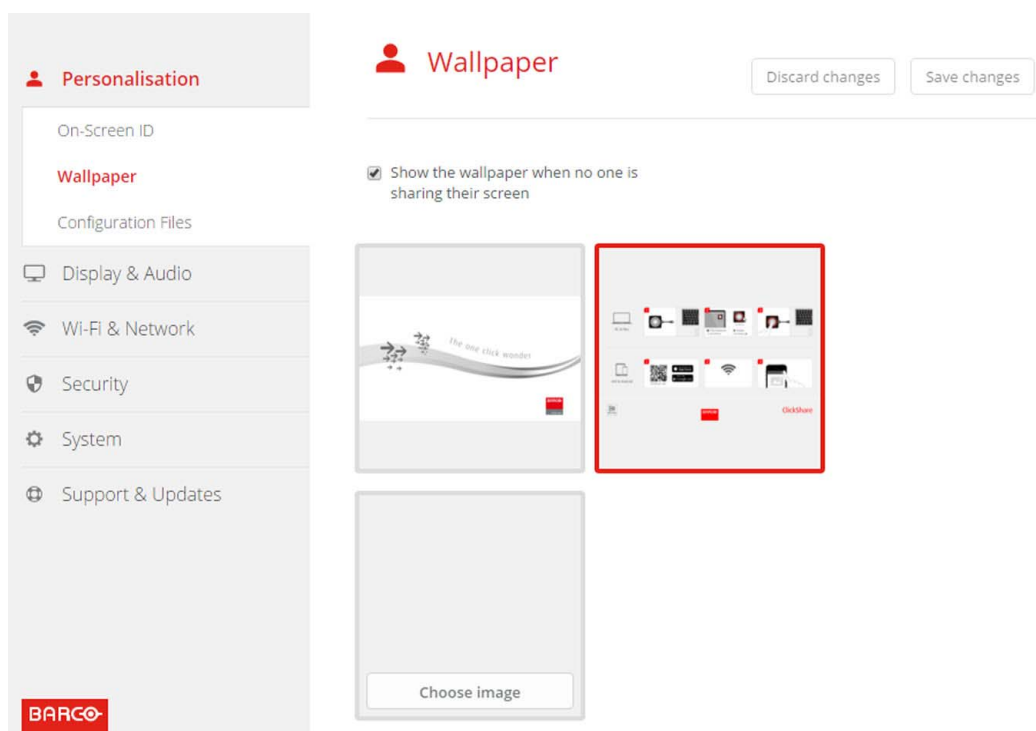 Personalisation
On-Screen ID
Wallpaper
Configuration Files
Display & Audio
Wi-Fi & Network
Security
System
Support & Updates
BARCO
Wallpaper
Discard changes
Save changes
Show the wallpaper when no one is
sharing their screen
The one click wonder
ClickShare
Choose image